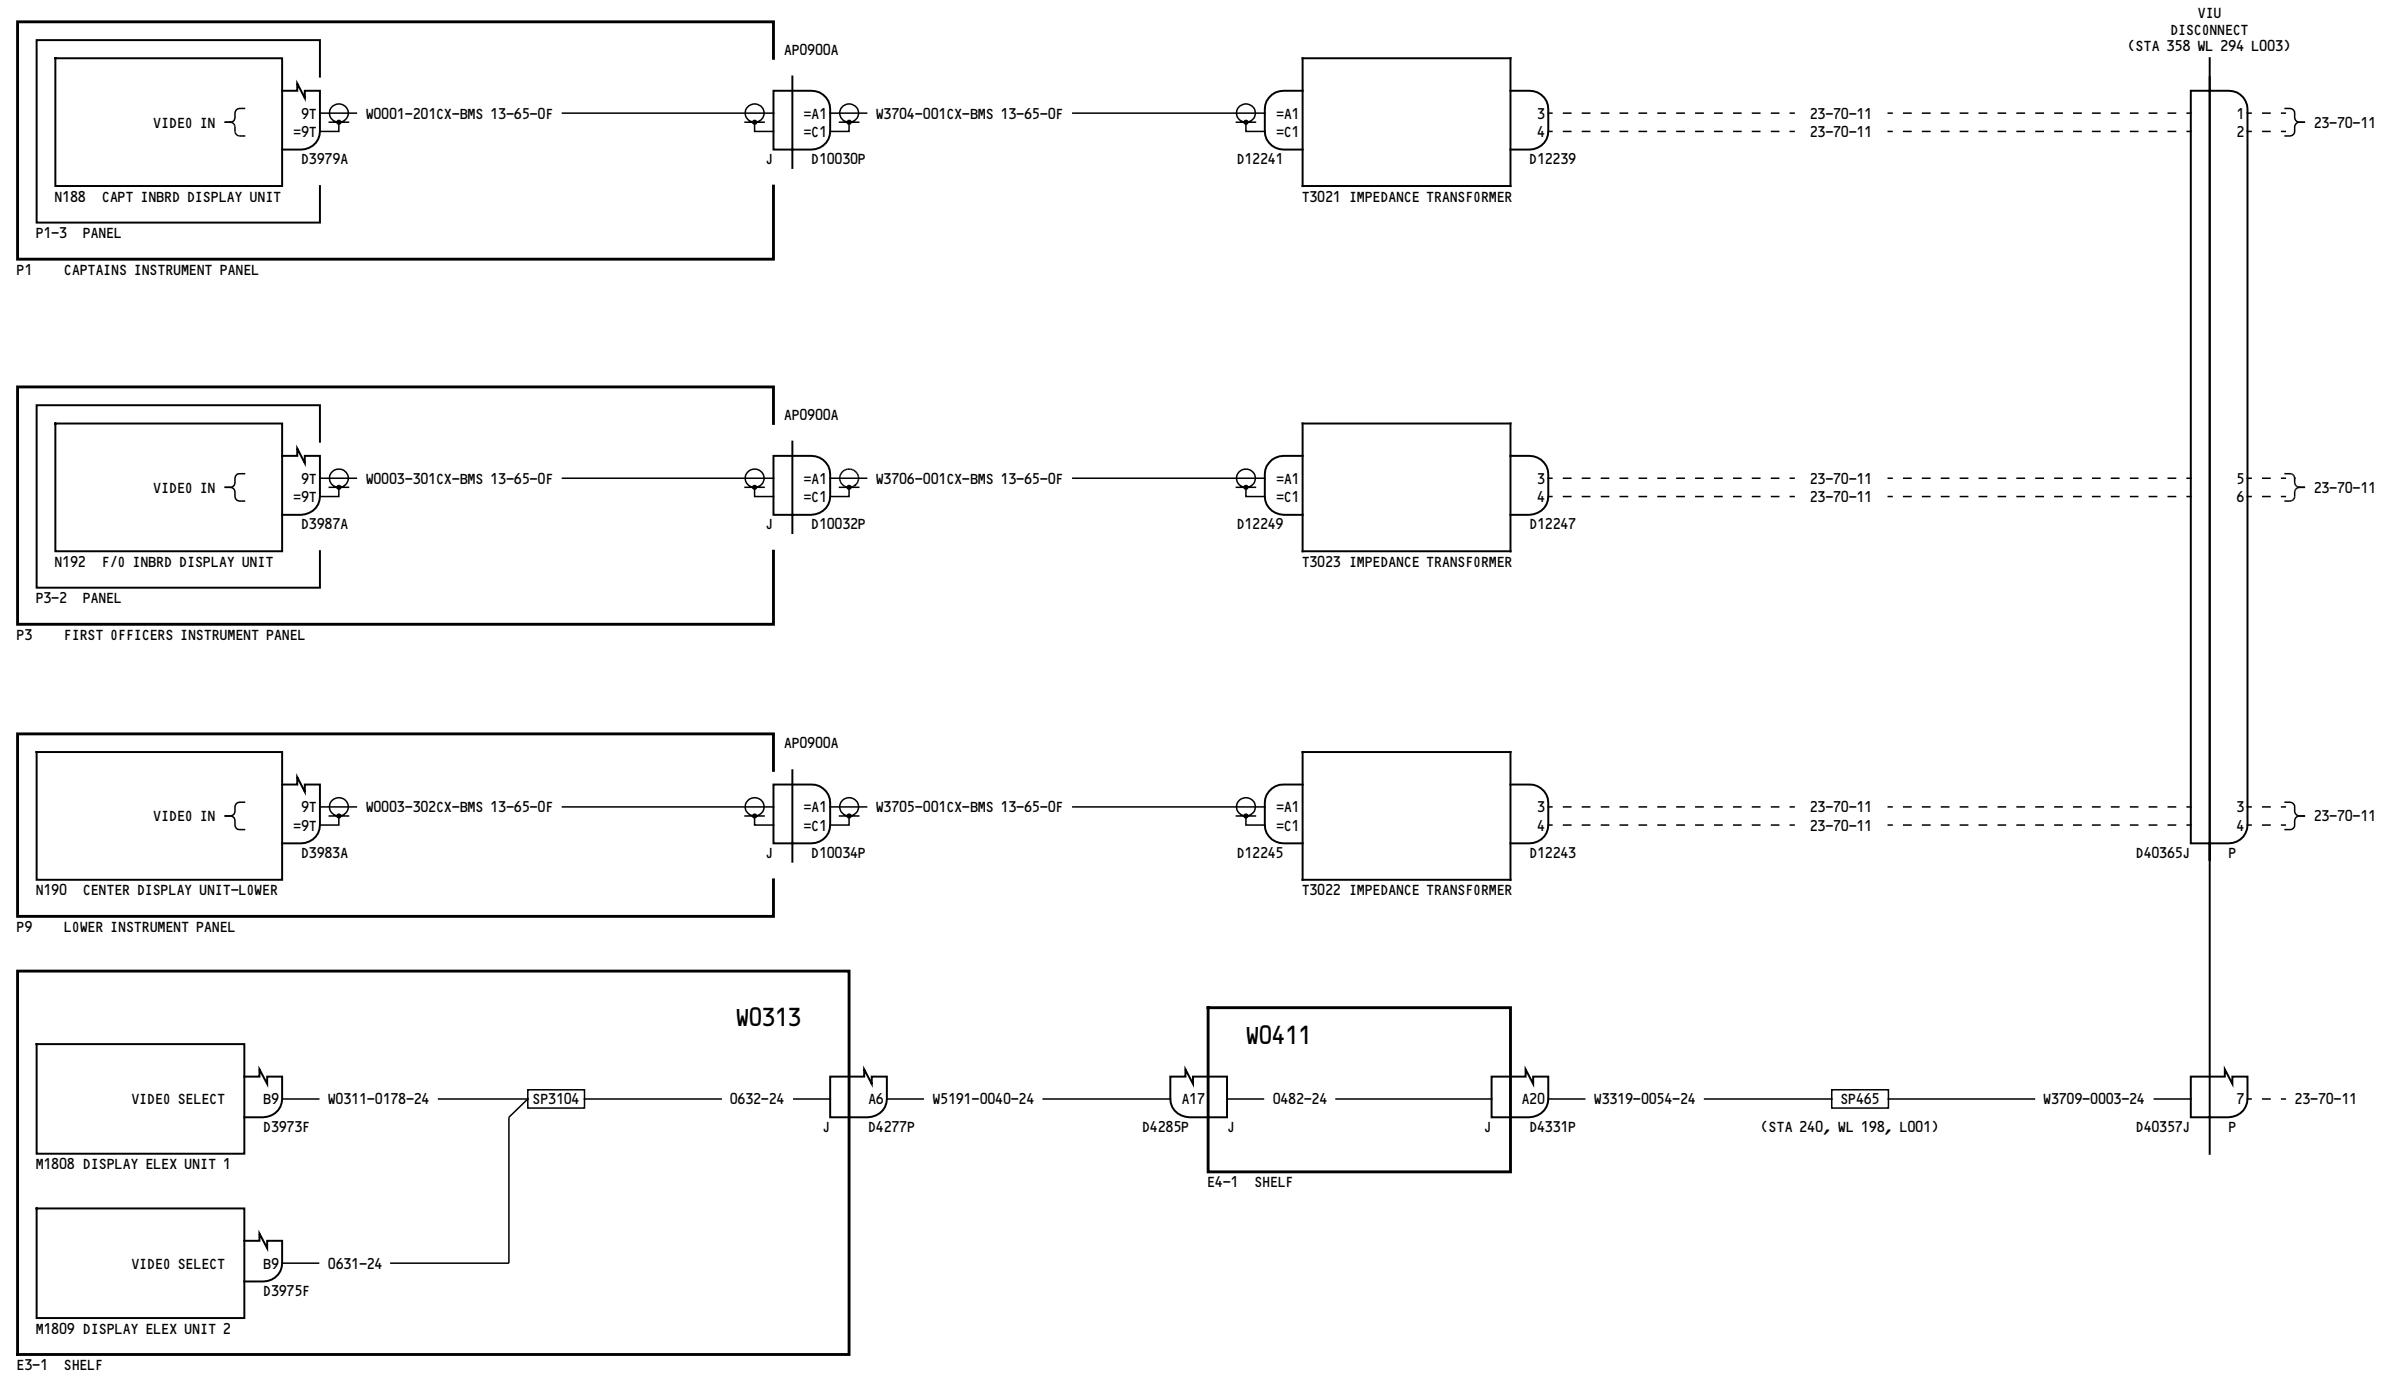 VIU
DISCONNECT
(STA 358 WL 294 L003)
AP0900A
VIDEO IN
9T
=9T
W0001-201CX-BMS 13-65-0F
=A1
=C1
W3704-001CX-BMS 13-65-0F
=A1
=C1
3
4
23-70-11
23-70-11
1
2
23-70-11
D3979A
J
D10030P
D12241
D12239
N188 CAPT INBRD DISPLAY UNIT
T3021 IMPEDANCE TRANSFORMER
P1-3 PANEL
P1 CAPTAINS INSTRUMENT PANEL
AP0900A
VIDEO IN
9T
=9T
W0003-301CX-BMS 13-65-0F
=A1
=C1
W3706-001CX-BMS 13-65-0F
=A1
=C1
3
4
23-70-11
23-70-11
5
6
23-70-11
D3987A
J
D10032P
D12249
D12247
N192 F/O INBRD DISPLAY UNIT
T3023 IMPEDANCE TRANSFORMER
P3-2 PANEL
P3 FIRST OFFICERS INSTRUMENT PANEL
AP0900A
VIDEO IN
9T
=9T
W0003-302CX-BMS 13-65-0F
=A1
=C1
W3705-001CX-BMS 13-65-0F
=A1
=C1
3
4
23-70-11
23-70-11
3
4
23-70-11
D3983A
J
D10034P
D12245
D12243
D40365J
P
N190 CENTER DISPLAY UNIT-LOWER
T3022 IMPEDANCE TRANSFORMER
P9 LOWER INSTRUMENT PANEL
W0313
W0411
VIDEO SELECT
B9
W0311-0178-24
SP3104
0632-24
A6
W5191-0040-24
A17
0482-24
A20
W3319-0054-24
SP465
W3709-0003-24
7
23-70-11
D3973F
J
D4277P
D4285P
J
J
D4331P
(STA 240, WL 198, L001)
D40357J
P
M1808 DISPLAY ELEX UNIT 1
E4-1 SHELF
VIDEO SELECT
B9
0631-24
D3975F
M1809 DISPLAY ELEX UNIT 2
E3-1 SHELF